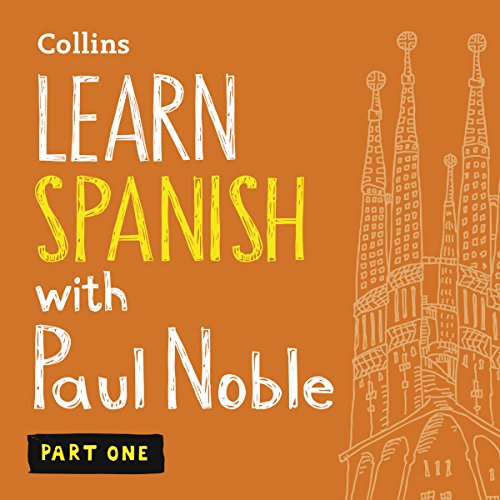 Collins
LEARN
SPANISH
with
Paul Noble
PART ONE